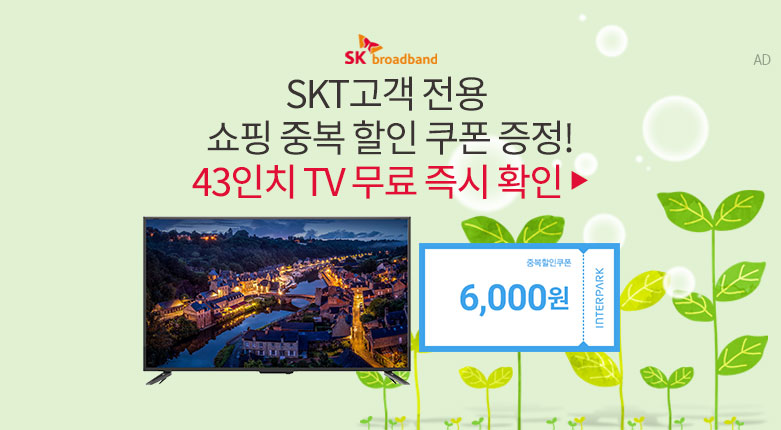 SK broadband
AD
SKT고객 전용
쇼핑 중복 할인 쿠폰 증정!
43인치 TV 무료 즉시 확인 ▶
중복할인쿠폰
6,000원
INTERPARK